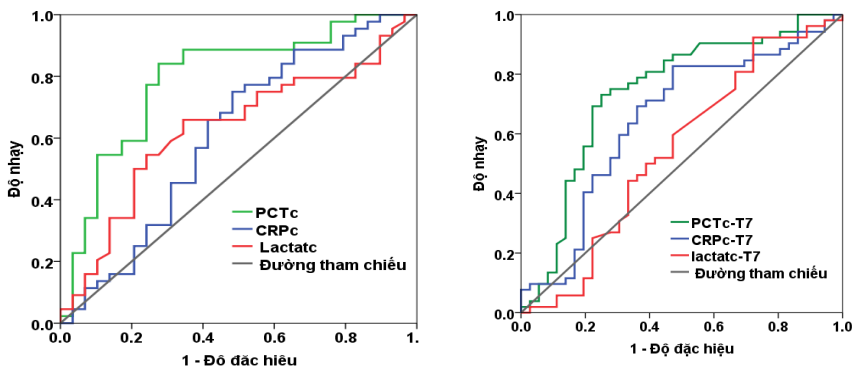 1.0
0.8
0.6
0.4
0.2
0.0
Độ nhạy
PCTc
CRPc
Lactatc
Đường tham chiếu
0.0 0.2 0.4 0.6 0.8 1.
1 - Độ đặc hiệu
1.0
0.8
0.6
0.4
0.2
0.0
Độ nhạy
PCTc-T7
CRPc-T7
lactatc-T7
Đường tham chiếu
0.0 0.2 0.4 0.6 0.8 1.0
1 - Độ đặc hiệu